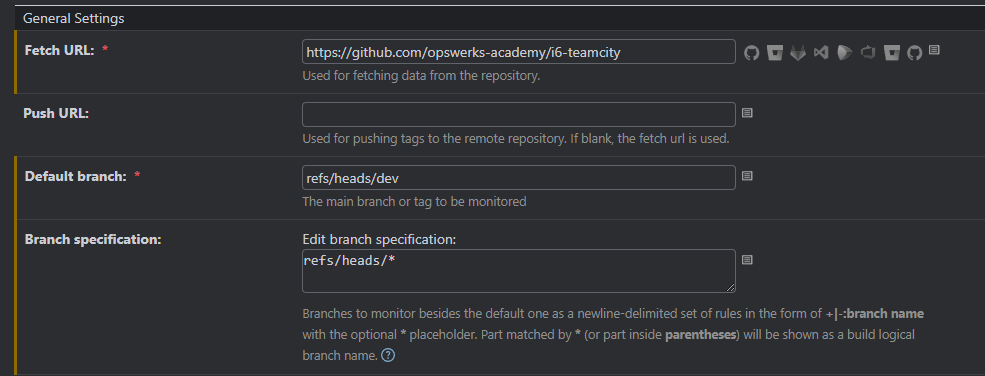 General Settings
Fetch URL: *
https://github.com/opswerks-academy/i6-teamcity
Used for fetching data from the repository.
Push URL:
Used for pushing tags to the remote repository. If blank, the fetch url is used.
Default branch: *
refs/heads/dev
The main branch or tag to be monitored
Branch specification:
Edit branch specification:
refs/heads/*
Branches to monitor besides the default one as a newline-delimited set of rules in the form of +|-:branch name
with the optional * placeholder. Part matched by * (or part inside parentheses) will be shown as a build logical
branch name. ?